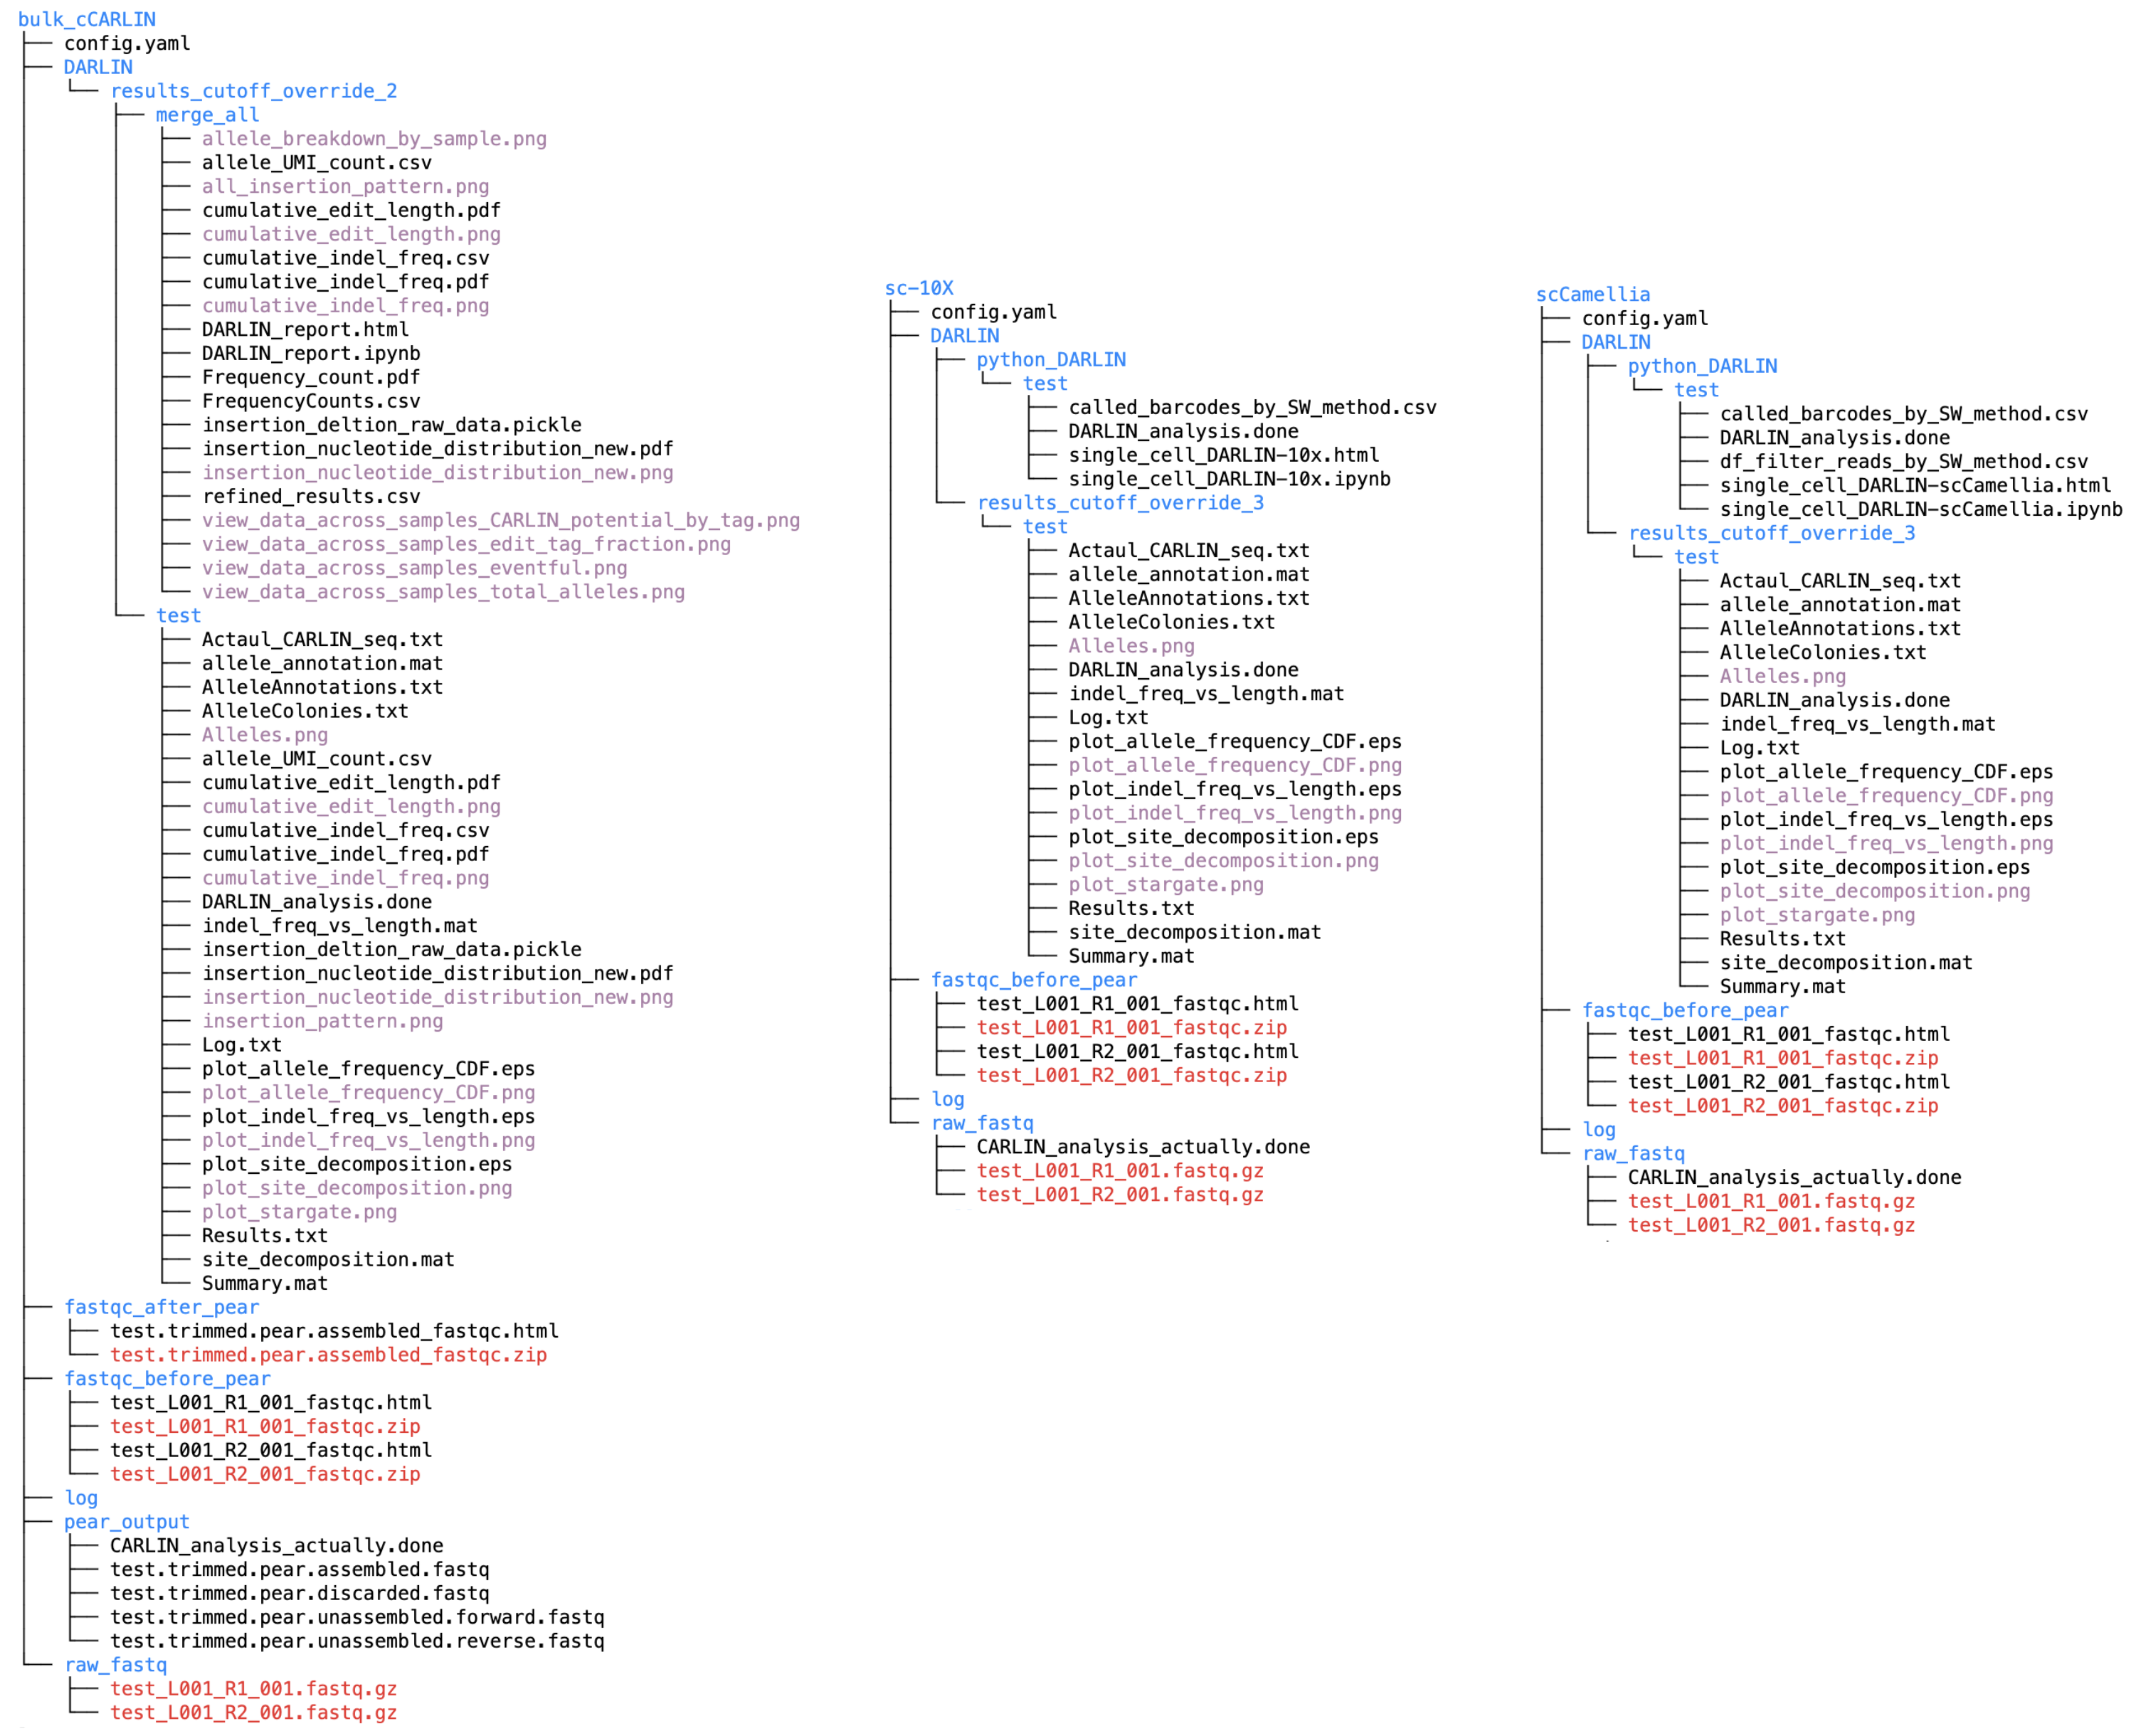 bulk_cCARLIN
config.yaml
DARLIN
results_cutoff_override_2
merge_all
allele_breakdown_by_sample.png
allele_UMI_count.csv
all_insertion_pattern.png
cumulative_edit_length.pdf
cumulative_edit_length.png
cumulative_indel_freq.csv
cumulative_indel_freq.pdf
cumulative_indel_freq.png
DARLIN_report.html
DARLIN_report.ipynb
Frequency_count.pdf
FrequencyCounts.csv
insertion_deltion_raw_data.pickle
insertion_nucleotide_distribution_new.pdf
insertion_nucleotide_distribution_new.png
refined_results.csv
view_data_across_samples_CARLIN_potential_by_tag.png
view_data_across_samples_edit_tag_fraction.png
view_data_across_samples_eventful.png
view_data_across_samples_total_alleles.png
test
Actaul_CARLIN_seq.txt
allele_annotation.mat
AlleleAnnotations.txt
AlleleColonies.txt
Alleles.png
allele_UMI_count.csv
cumulative_edit_length.pdf
cumulative_edit_length.png
cumulative_indel_freq.csv
cumulative_indel_freq.pdf
cumulative_indel_freq.png
DARLIN_analysis.done
indel_freq_vs_length.mat
insertion_deltion_raw_data.pickle
insertion_nucleotide_distribution_new.pdf
insertion_nucleotide_distribution_new.png
insertion_pattern.png
Log.txt
plot_allele_frequency_CDF.eps
plot_allele_frequency_CDF.png
plot_indel_freq_vs_length.eps
plot_indel_freq_vs_length.png
plot_site_decomposition.eps
plot_site_decomposition.png
plot_stargate.png
Results.txt
site_decomposition.mat
Summary.mat
fastqc_after_pear
test.trimmed.pear.assembled_fastqc.html
test.trimmed.pear.assembled_fastqc.zip
fastqc_before_pear
test_L001_R1_001_fastqc.html
test_L001_R1_001_fastqc.zip
test_L001_R2_001_fastqc.html
test_L001_R2_001_fastqc.zip
log
pear_output
CARLIN_analysis_actually.done
test.trimmed.pear.assembled.fastq
test.trimmed.pear.discarded.fastq
test.trimmed.pear.unassembled.forward.fastq
test.trimmed.pear.unassembled.reverse.fastq
raw_fastq
test_L001_R1_001.fastq.gz
test_L001_R2_001.fastq.gz
sc-10X
config.yaml
DARLIN
python_DARLIN
test
called_barcodes_by_SW_method.csv
DARLIN_analysis.done
single_cell_DARLIN-10x.html
single_cell_DARLIN-10x.ipynb
results_cutoff_override_3
test
Actaul_CARLIN_seq.txt
allele_annotation.mat
AlleleAnnotations.txt
AlleleColonies.txt
Alleles.png
DARLIN_analysis.done
indel_freq_vs_length.mat
Log.txt
plot_allele_frequency_CDF.eps
plot_allele_frequency_CDF.png
plot_indel_freq_vs_length.eps
plot_indel_freq_vs_length.png
plot_site_decomposition.eps
plot_site_decomposition.png
plot_stargate.png
Results.txt
site_decomposition.mat
Summary.mat
fastqc_before_pear
test_L001_R1_001_fastqc.html
test_L001_R1_001_fastqc.zip
test_L001_R2_001_fastqc.html
test_L001_R2_001_fastqc.zip
log
raw_fastq
CARLIN_analysis_actually.done
test_L001_R1_001.fastq.gz
test_L001_R2_001.fastq.gz
scCamellia
config.yaml
DARLIN
python_DARLIN
test
called_barcodes_by_SW_method.csv
DARLIN_analysis.done
df_filter_reads_by_SW_method.csv
single_cell_DARLIN-scCamellia.html
single_cell_DARLIN-scCamellia.ipynb
results_cutoff_override_3
test
Actaul_CARLIN_seq.txt
allele_annotation.mat
AlleleAnnotations.txt
AlleleColonies.txt
Alleles.png
DARLIN_analysis.done
indel_freq_vs_length.mat
Log.txt
plot_allele_frequency_CDF.eps
plot_allele_frequency_CDF.png
plot_indel_freq_vs_length.eps
plot_indel_freq_vs_length.png
plot_site_decomposition.eps
plot_site_decomposition.png
plot_stargate.png
Results.txt
site_decomposition.mat
Summary.mat
fastqc_before_pear
test_L001_R1_001_fastqc.html
test_L001_R1_001_fastqc.zip
test_L001_R2_001_fastqc.html
test_L001_R2_001_fastqc.zip
log
raw_fastq
CARLIN_analysis_actually.done
test_L001_R1_001.fastq.gz
test_L001_R2_001.fastq.gz